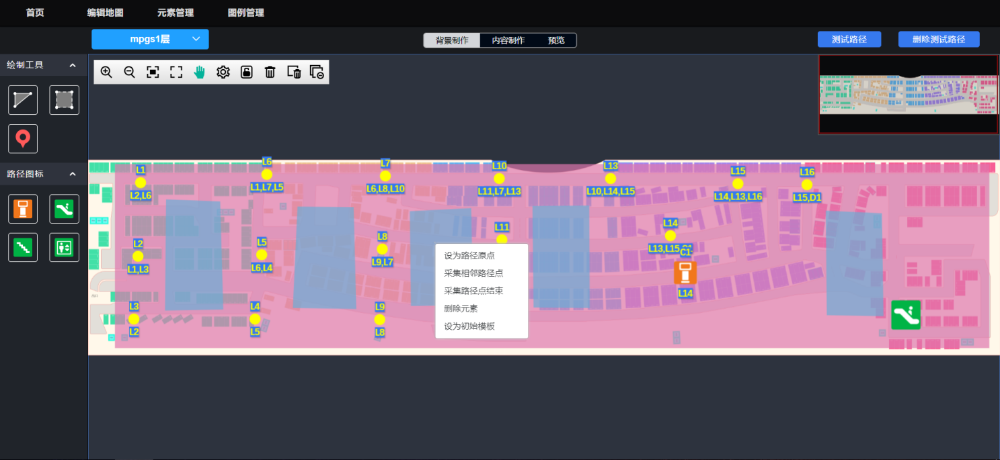 首页 编辑地图 元素管理 图例管理
mpgs1层 背景制作 内容制作 预览 测试路径 删除测试路径
绘制工具
路径图标
L1
L2,L6
L6
L1,L7,L5
L7
L6,L8,L10
L10
L11,L7,L13
L13
L10,L14,L15
L15
L14,L13,L16
L16
L15,D1
L2
L1,L3
L5
L6,L4
L8
L9,L7
L11
L14
L13,L15
C1
L14
L3
L2
L4
L5
L9
L8
设为路径原点
采集相邻路径点
采集路径点结束
删除元素
设为初始模板